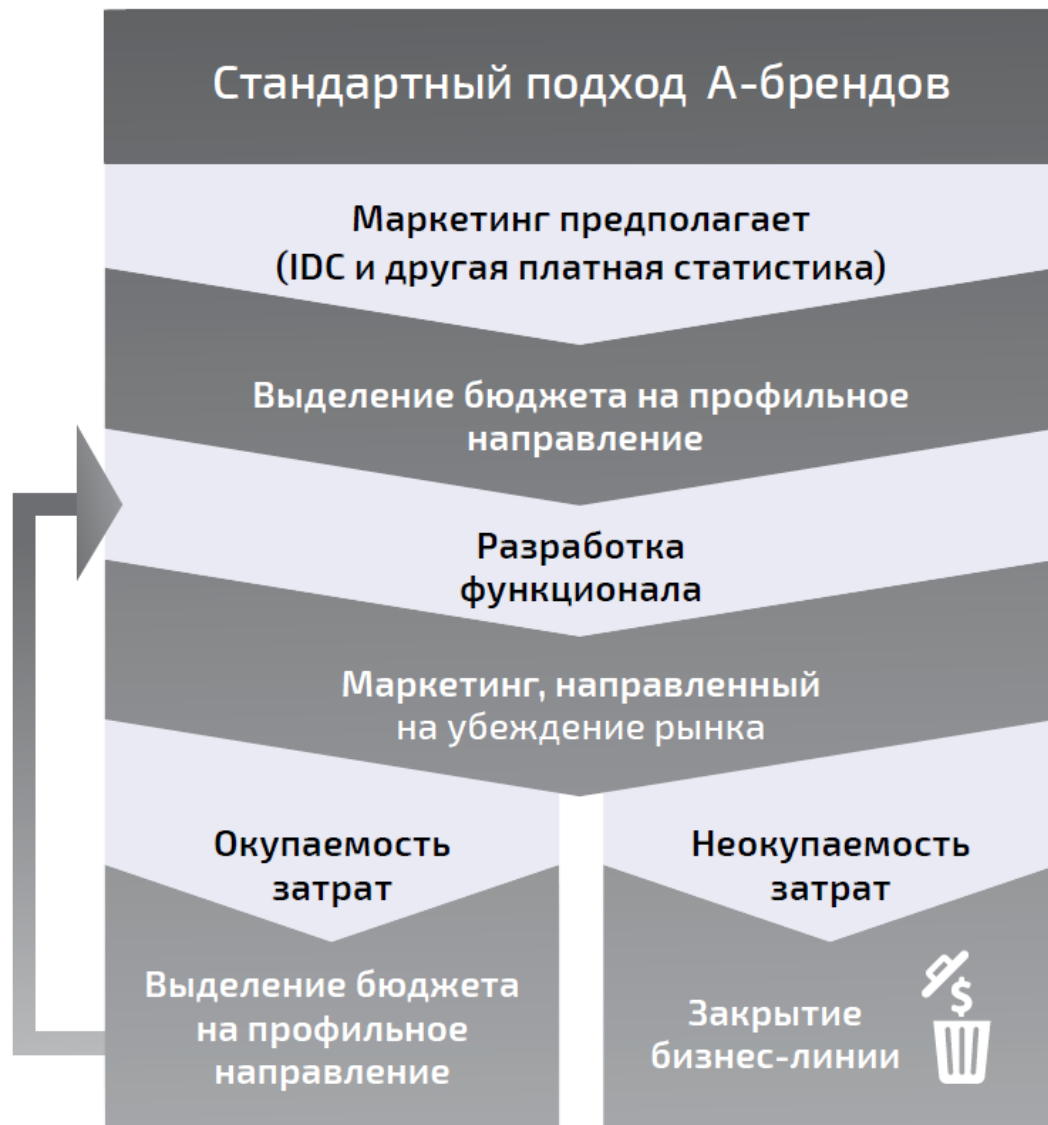 Стандартный подход А-брендов
Маркетинг предполагает
(IDC и другая платная статистика)
Выделение бюджета на профильное
направление
Разработка
функционала
Маркетинг, направленный
на убеждение рынка
Окупаемость
затрат
Выделение бюджета
на профильное
направление
Неокупаемость
затрат
Закрытие
бизнес-линии
$